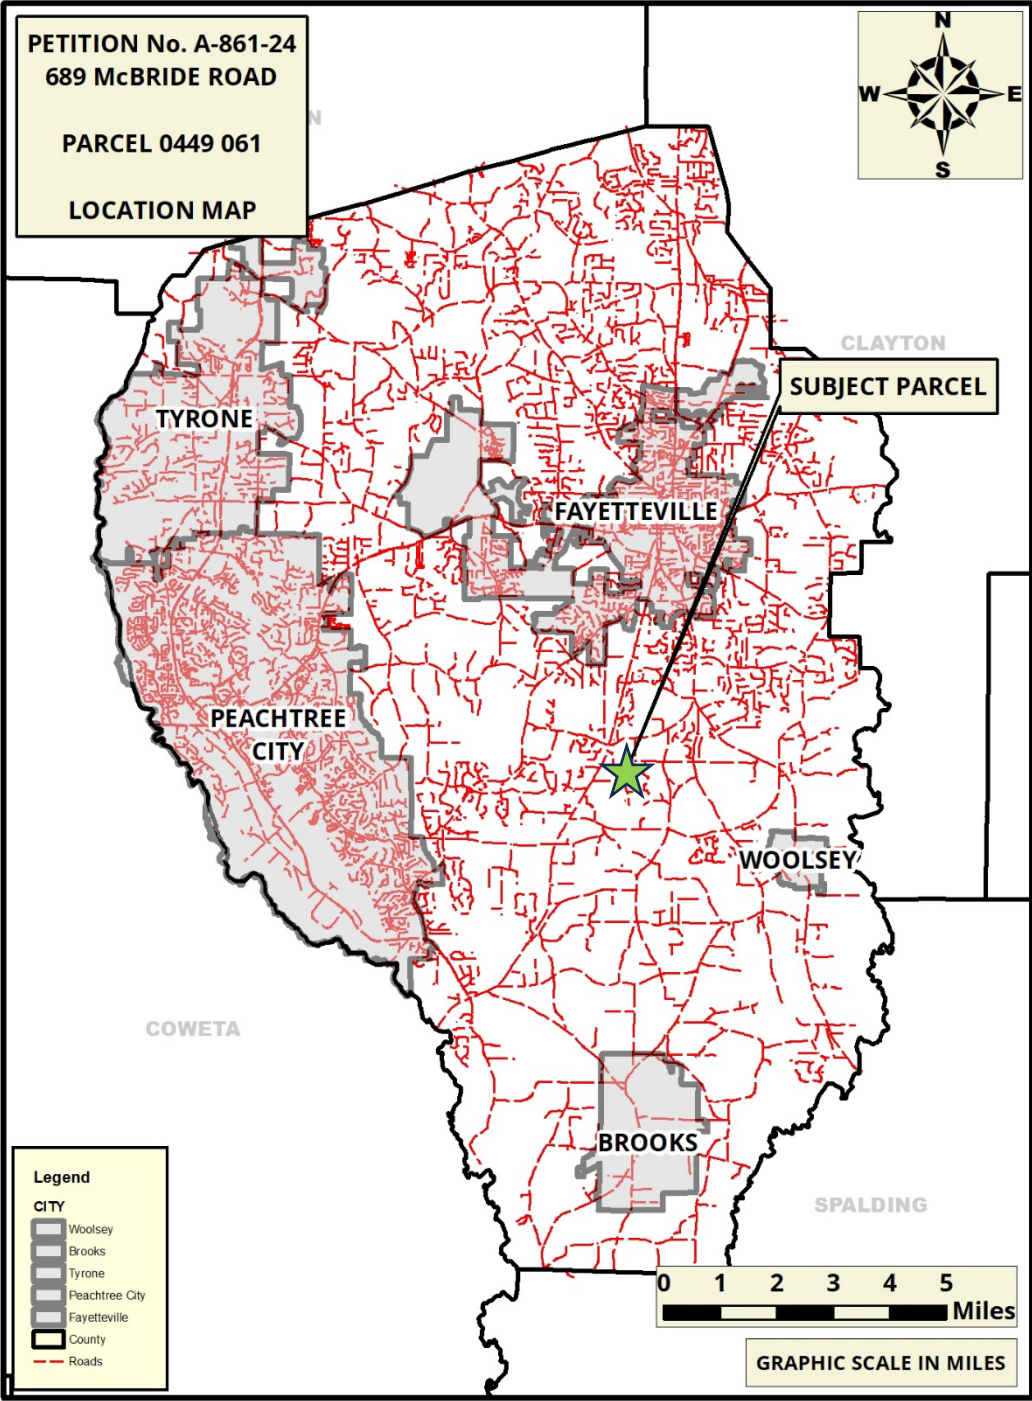 PETITION No. A-861-24
689 McBRIDE ROAD
PARCEL 0449 061
LOCATION MAP
N
W
E
S
N
CLAYTON
SUBJECT PARCEL
TYRONE
FAYETTEVILLE
PEACHTREE
CITY
WOOLSEY
COWETA
BROOKS
SPALDING
Legend
CITY
Woolsey
Brooks
Tyrone
Peachtree City
Fayetteville
County
Roads
0 1 2 3 4 5
Miles
GRAPHIC SCALE IN MILES